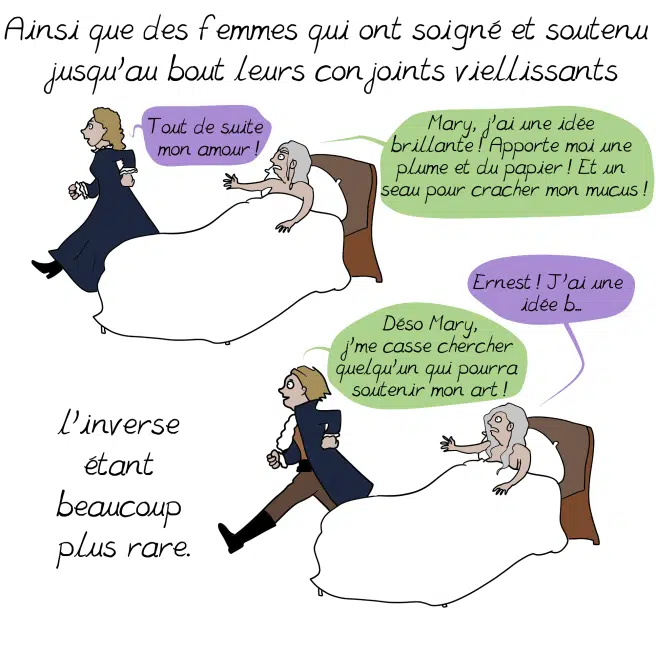 Ainsi que des femmes qui ont soigné et soutenu
jusqu'au bout leurs conjoints viellissants
Tout de suite
mon amour !
Mary, j'ai une idée
brillante ! Apporte moi une
plume et du papier ! Et un
seau pour cracher mon mucus !
Ernest ! J'ai une
idée b...
Déso Mary,
j'me casse chercher
quelqu'un qui pourra
soutenir mon art !
l'inverse
étant
beaucoup
plus rare.